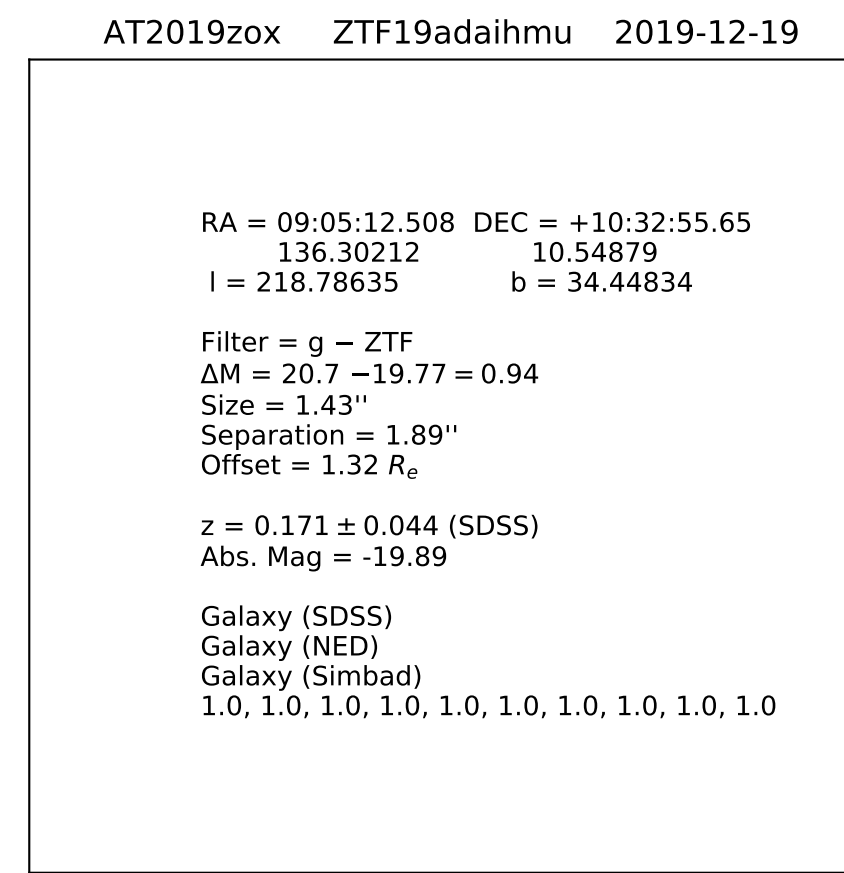 AT2019zox ZTF19adaihmu 2019-12-19
RA = 09:05:12.508 DEC = +10:32:55.65
136.30212 10.54879
l = 218.78635 b = 34.44834
Filter = g − ZTF
ΔM = 20.7 −19.77 = 0.94
Size = 1.43''
Separation = 1.89''
Offset = 1.32 Rₑ
z = 0.171 ± 0.044 (SDSS)
Abs. Mag = -19.89
Galaxy (SDSS)
Galaxy (NED)
Galaxy (Simbad)
1.0, 1.0, 1.0, 1.0, 1.0, 1.0, 1.0, 1.0, 1.0, 1.0